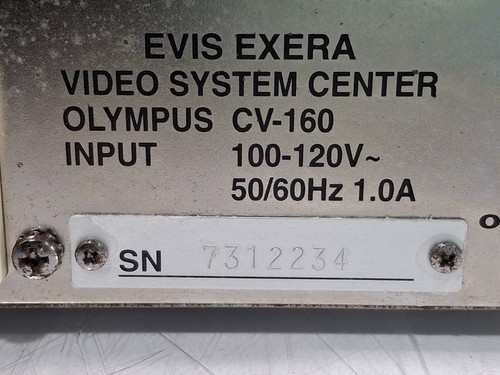 EVIS EXERA
VIDEO SYSTEM CENTER
OLYMPUS CV-160
INPUT 100-120V~
50/60Hz 1.0A
SN 7312234